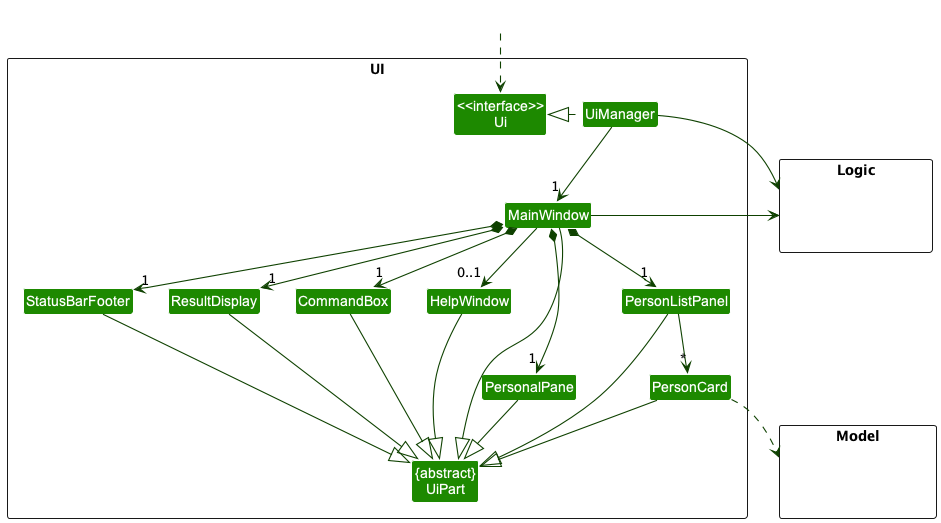 UI
<<interface>>
Ui
UiManager
Logic
1
MainWindow
1
1
1
0..1
1
StatusBarFooter
ResultDisplay
CommandBox
HelpWindow
PersonListPanel
1
*
PersonalPane
PersonCard
Model
{abstract}
UiPart